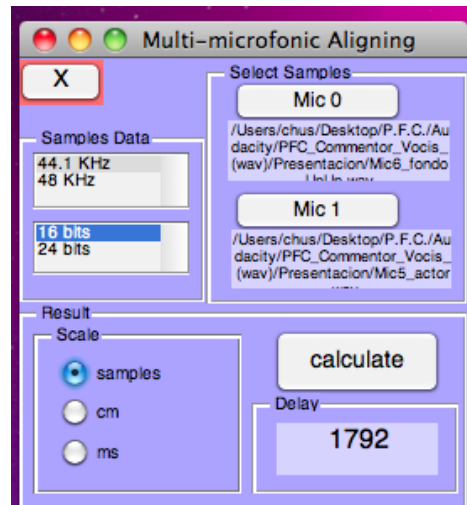 Multi-microfonic Aligning
X
Select Samples
Mic 0
/Users/chus/Desktop/P.F.C./Au
dacity/PFC_Commentor_Vocis_
(wav)/Presentacion/Mic6_fondo
Mic 1
/Users/chus/Desktop/P.F.C./Au
dacity/PFC_Commentor_Vocis_
(wav)/Presentacion/Mic5_actor
Samples Data
44.1 KHz
48 KHz
16 bits
24 bits
Result
Scale
samples
cm
ms
calculate
Delay
1792